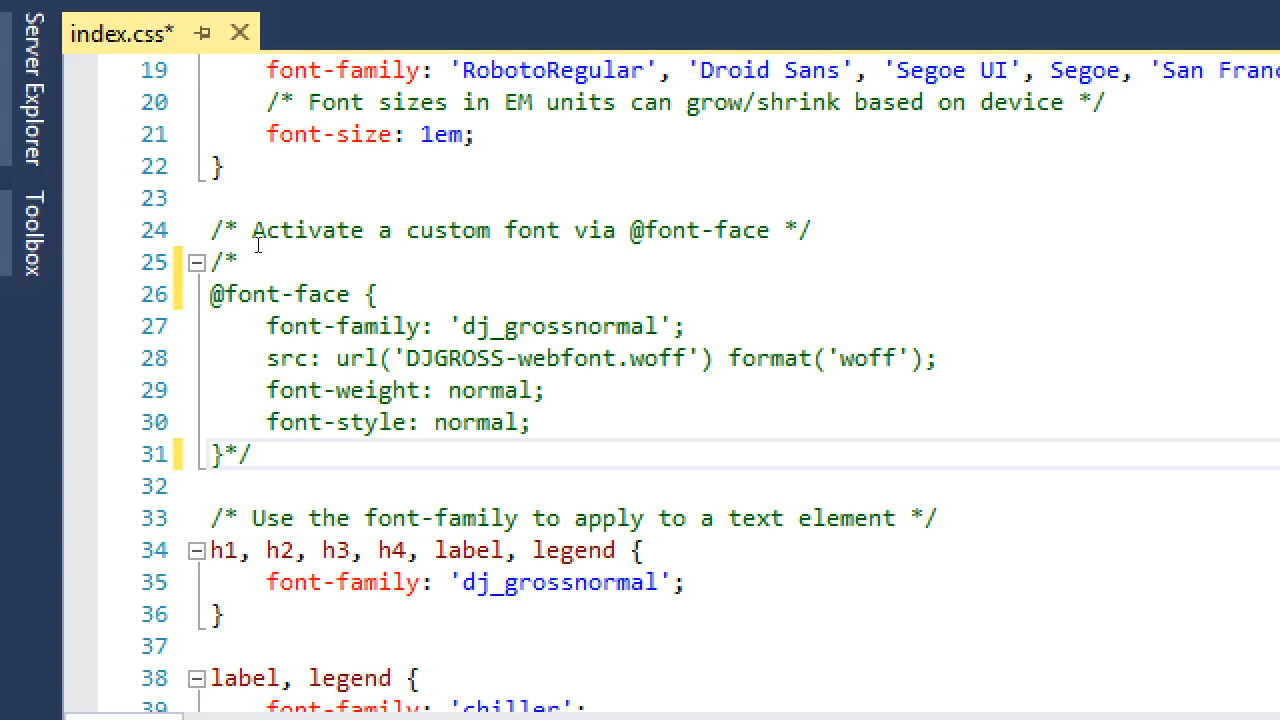 Server Explorer
Toolbox
index.css*
19 font-family: 'RobotoRegular', 'Droid Sans', 'Segoe UI', Segoe, 'San Franc
20 /* Font sizes in EM units can grow/shrink based on device */
21 font-size: 1em;
22 }
23
24 /* Activate a custom font via @font-face */
25 /*
26 @font-face {
27 font-family: 'dj_grossnormal';
28 src: url('DJGROSS-webfont.woff') format('woff');
29 font-weight: normal;
30 font-style: normal;
31 }*/
32
33 /* Use the font-family to apply to a text element */
34 h1, h2, h3, h4, label, legend {
35 font-family: 'dj_grossnormal';
36 }
37
38 label, legend {
39 font-family: 'chiller';